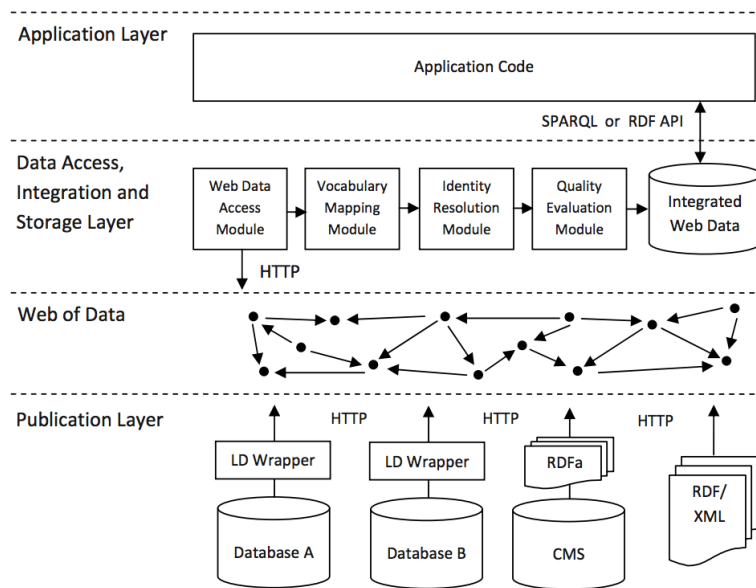 Application Layer
Application Code
SPARQL or RDF API
Data Access,
Integration and
Storage Layer
Web Data
Access
Module
Vocabulary
Mapping
Module
Identity
Resolution
Module
Quality
Evaluation
Module
Integrated
Web Data
HTTP
Web of Data
Publication Layer
HTTP
HTTP
HTTP
LD Wrapper
LD Wrapper
RDFa
RDF/
XML
Database A
Database B
CMS